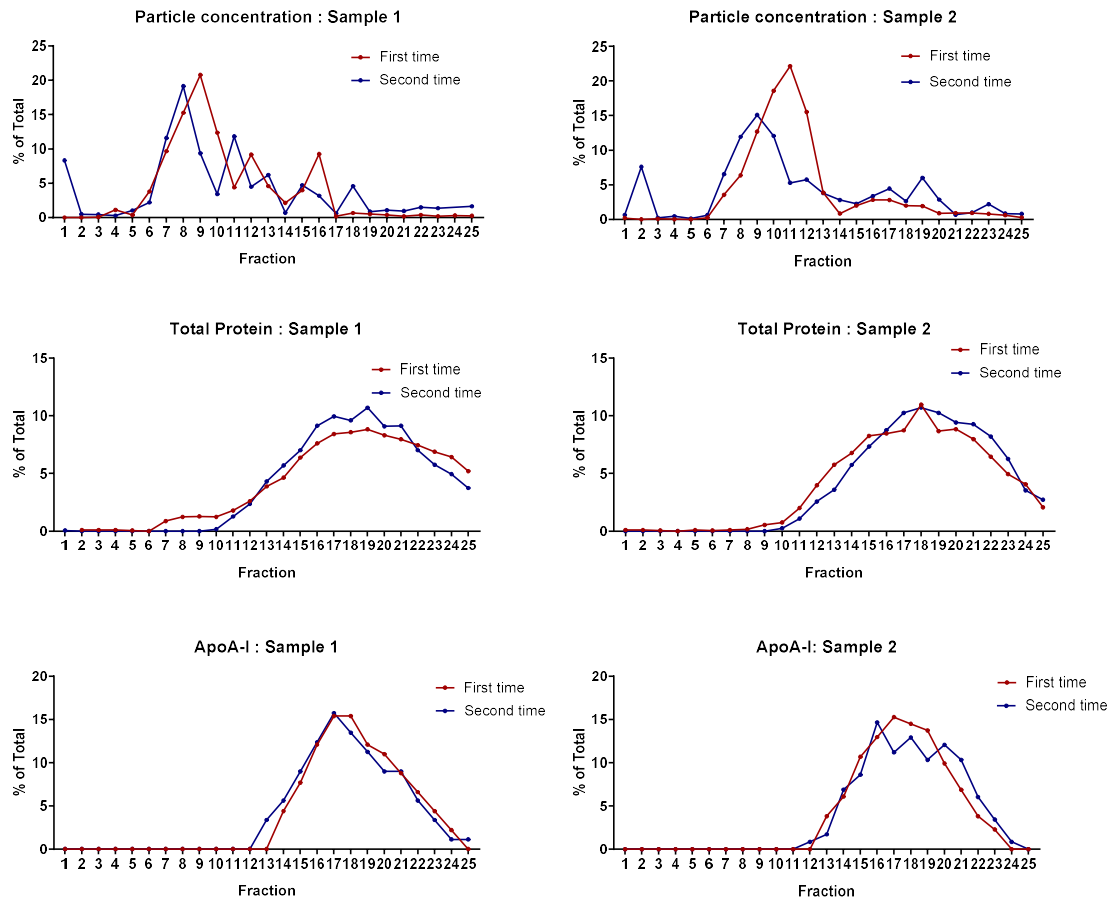 Particle concentration : Sample 1
First time
Second time
% of Total
25
20
15
10
5
0
1 2 3 4 5 6 7 8 9 10 11 12 13 14 15 16 17 18 19 20 21 22 23 24 25
Fraction
Particle concentration : Sample 2
First time
Second time
% of Total
25
20
15
10
5
0
1 2 3 4 5 6 7 8 9 10 11 12 13 14 15 16 17 18 19 20 21 22 23 24 25
Fraction
Total Protein : Sample 1
First time
Second time
% of Total
15
10
5
0
1 2 3 4 5 6 7 8 9 10 11 12 13 14 15 16 17 18 19 20 21 22 23 24 25
Fraction
Total Protein : Sample 2
First time
Second time
% of Total
15
10
5
0
1 2 3 4 5 6 7 8 9 10 11 12 13 14 15 16 17 18 19 20 21 22 23 24 25
Fraction
ApoA-I : Sample 1
First time
Second time
% of Total
20
15
10
5
0
1 2 3 4 5 6 7 8 9 10 11 12 13 14 15 16 17 18 19 20 21 22 23 24 25
Fraction
ApoA-I: Sample 2
First time
Second time
% of Total
20
15
10
5
0
1 2 3 4 5 6 7 8 9 10 11 12 13 14 15 16 17 18 19 20 21 22 23 24 25
Fraction